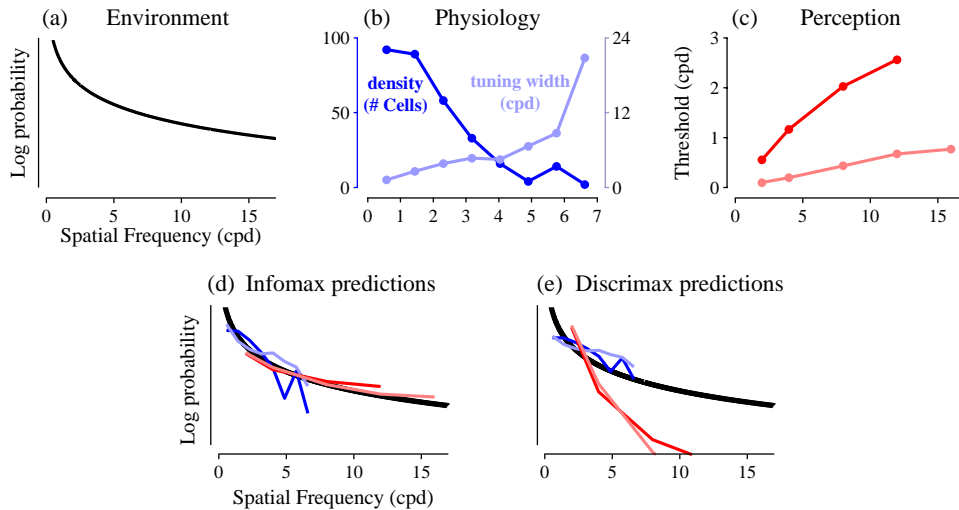 (a) Environment
Log probability
0 5 10 15
Spatial Frequency (cpd)
(b) Physiology
100
50
0
density
(# Cells)
tuning width
(cpd)
24
12
0
0 1 2 3 4 5 6 7
(c) Perception
Threshold (cpd)
3
2
1
0
0 5 10 15
(d) Infomax predictions
Log probability
0 5 10 15
Spatial Frequency (cpd)
(e) Discrimax predictions
0 5 10 15